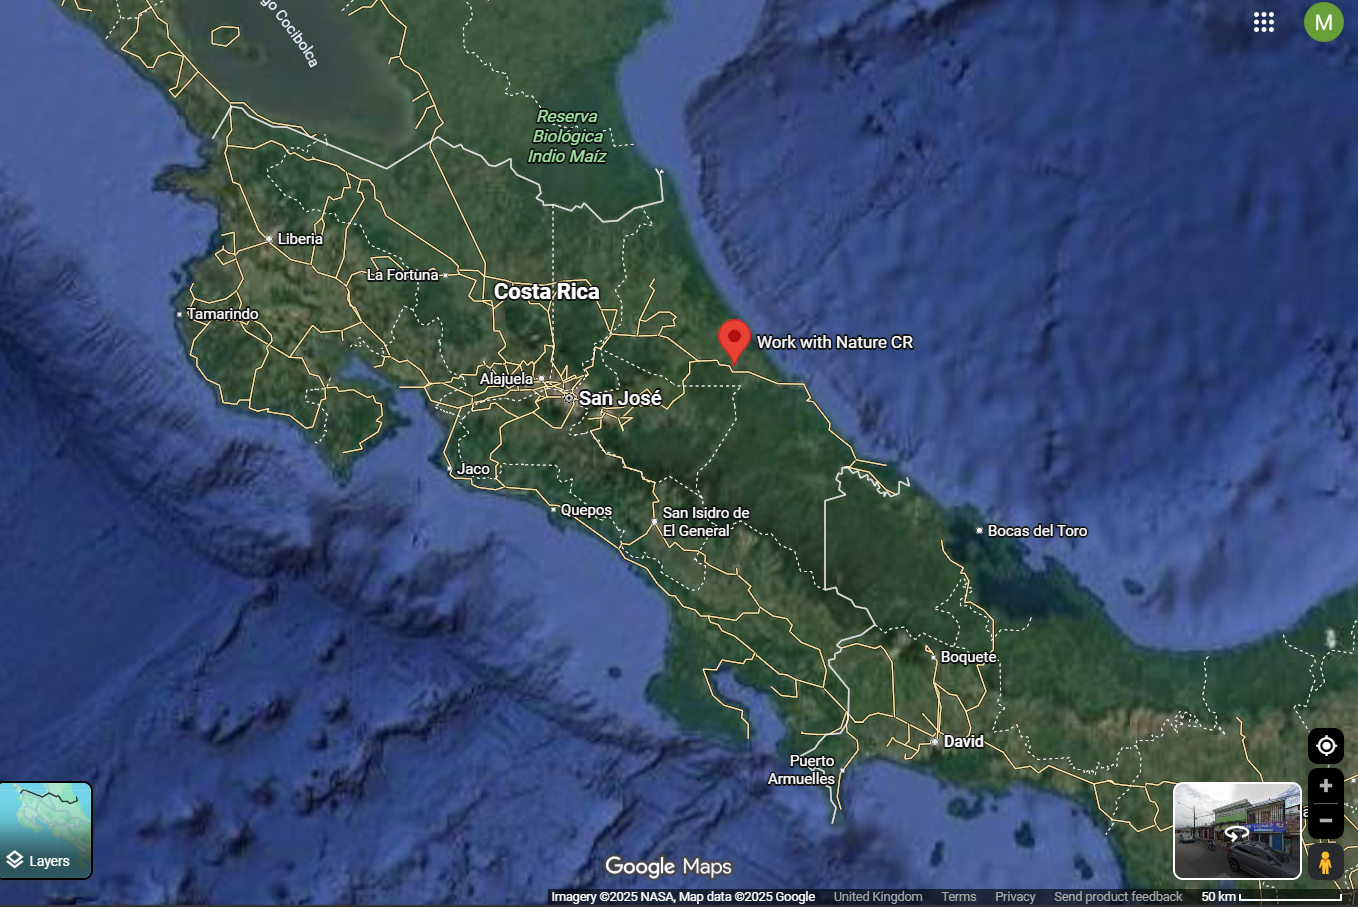 Cocibolca
M
Reserva
Biológica
Indio Maíz
Liberia
La Fortuna
Costa Rica
Tamarindo
Work with Nature CR
Alajuela
San José
Jaco
Quepos
San Isidro de
El General
Bocas del Toro
Boquete
David
Puerto
Armuelles
Layers
Google Maps
Imagery ©2025 NASA, Map data ©2025 Google United Kingdom Terms Privacy Send product feedback 50 km